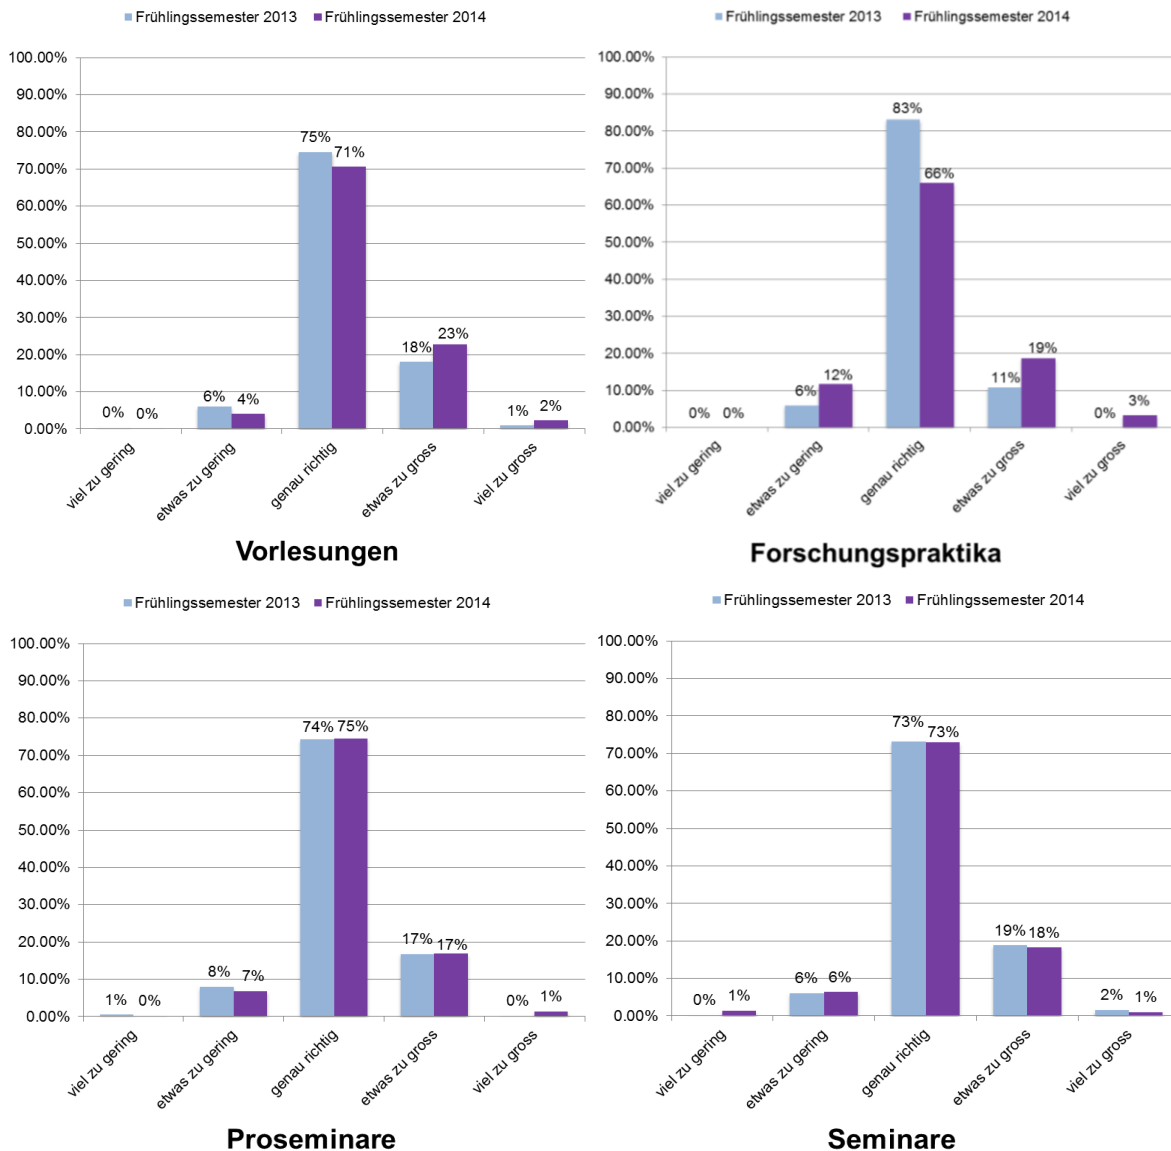 Frühlingssemester 2013 Frühlingssemester 2014
100.00%
90.00%
80.00%
70.00%
60.00%
50.00%
40.00%
30.00%
20.00%
10.00%
0.00%
0% 0% 6% 4% 75% 71% 18% 23% 1% 2%
viel zu gering etwas zu gering genau richtig etwas zu gross viel zu gross
Vorlesungen
Frühlingssemester 2013 Frühlingssemester 2014
100.00%
90.00%
80.00%
70.00%
60.00%
50.00%
40.00%
30.00%
20.00%
10.00%
0.00%
0% 0% 6% 12% 83% 66% 11% 19% 0% 3%
viel zu gering etwas zu gering genau richtig etwas zu gross viel zu gross
Forschungspraktika
Frühlingssemester 2013 Frühlingssemester 2014
100.00%
90.00%
80.00%
70.00%
60.00%
50.00%
40.00%
30.00%
20.00%
10.00%
0.00%
1% 0% 8% 7% 74% 75% 17% 17% 0% 1%
viel zu gering etwas zu gering genau richtig etwas zu gross viel zu gross
Proseminare
Frühlingssemester 2013 Frühlingssemester 2014
100.00%
90.00%
80.00%
70.00%
60.00%
50.00%
40.00%
30.00%
20.00%
10.00%
0.00%
0% 1% 6% 6% 73% 73% 19% 18% 2% 1%
viel zu gering etwas zu gering genau richtig etwas zu gross viel zu gross
Seminare